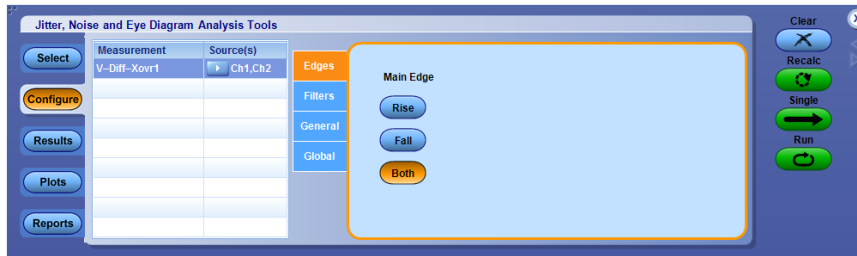 Jitter, Noise and Eye Diagram Analysis Tools
Clear
Select
Measurement Source(s)
V–Diff–Xovr1 Ch1,Ch2
Edges
Main Edge
Recalc
Configure
Filters
Rise
Single
General
Results
Fall
Run
Global
Both
Plots
Reports